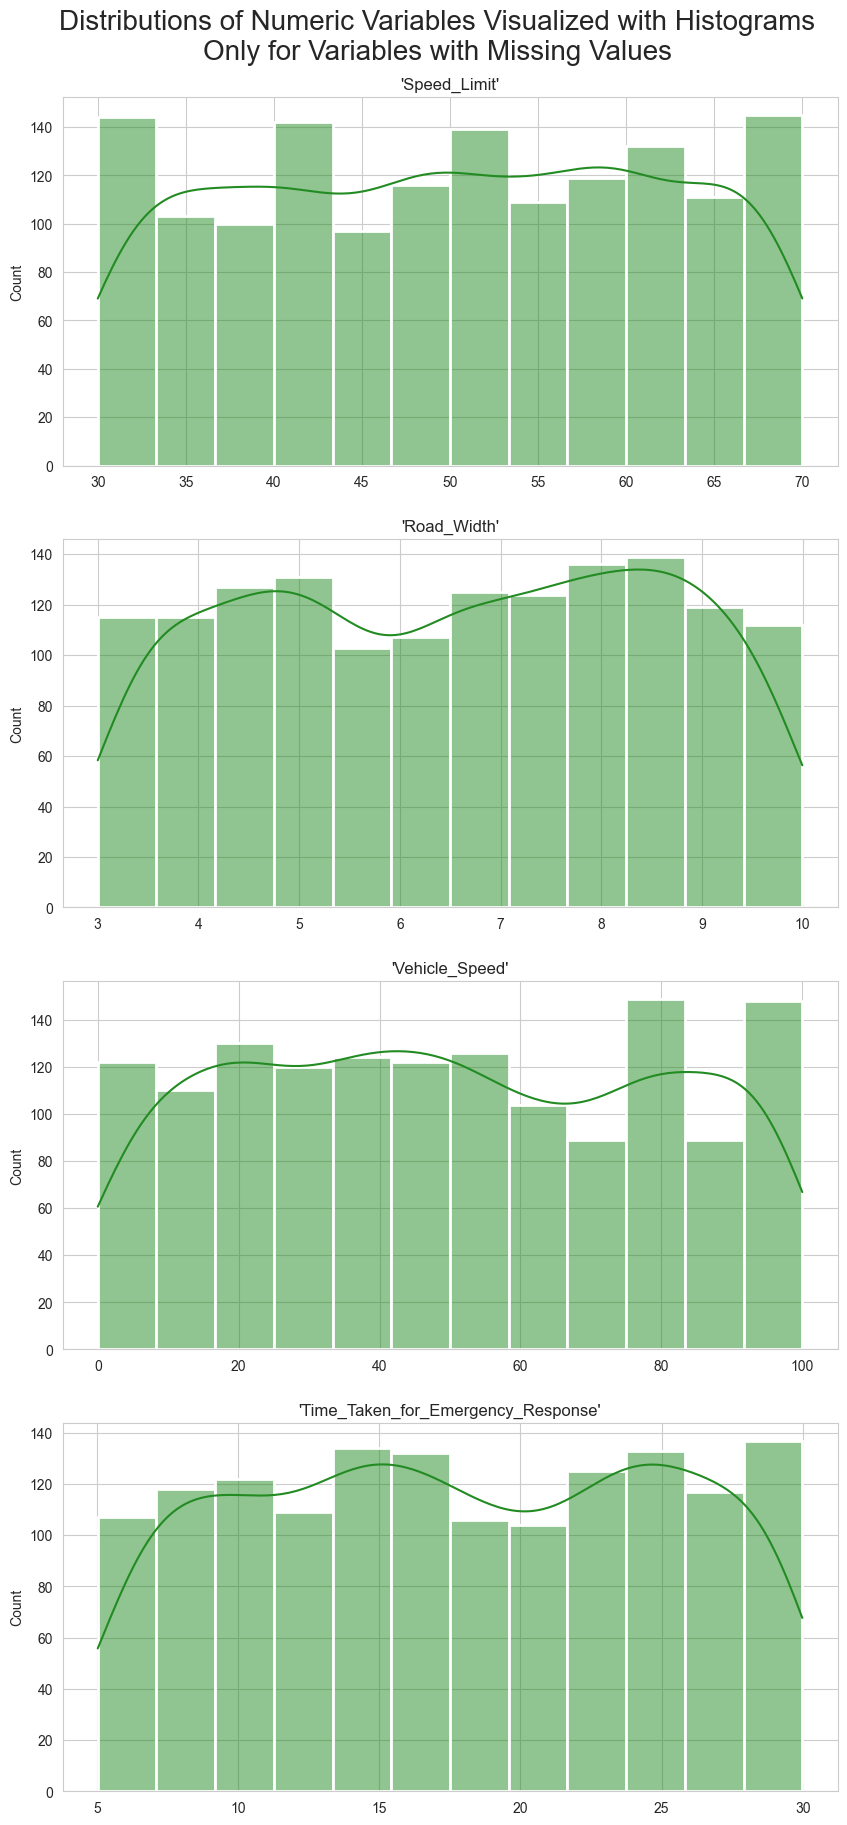 Distributions of Numeric Variables Visualized with Histograms
Only for Variables with Missing Values
'Speed_Limit'
140
120
100
80
60
40
20
0
Count
30 35 40 45 50 55 60 65 70
'Road_Width'
140
120
100
80
60
40
20
0
Count
3 4 5 6 7 8 9 10
'Vehicle_Speed'
140
120
100
80
60
40
20
0
Count
0 20 40 60 80 100
'Time_Taken_for_Emergency_Response'
140
120
100
80
60
40
20
0
Count
5 10 15 20 25 30